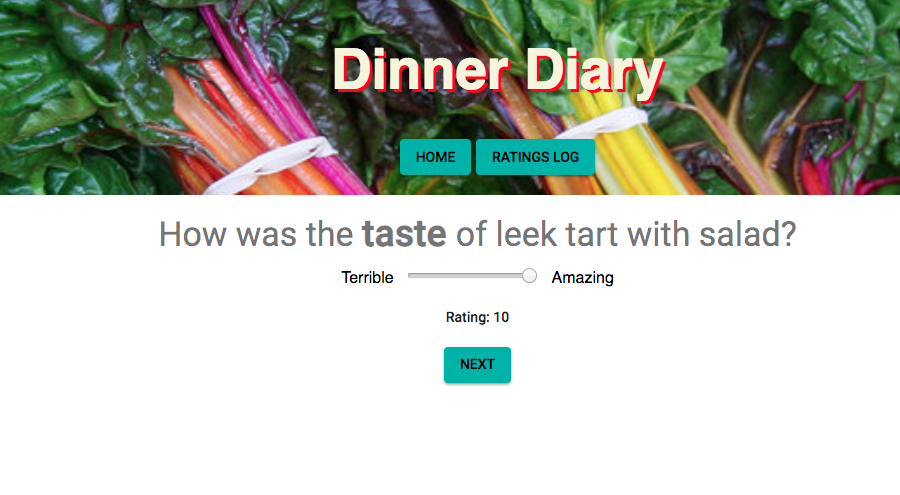 Dinner Diary
HOME RATINGS LOG
How was the taste of leek tart with salad?
Terrible Amazing
Rating: 10
NEXT